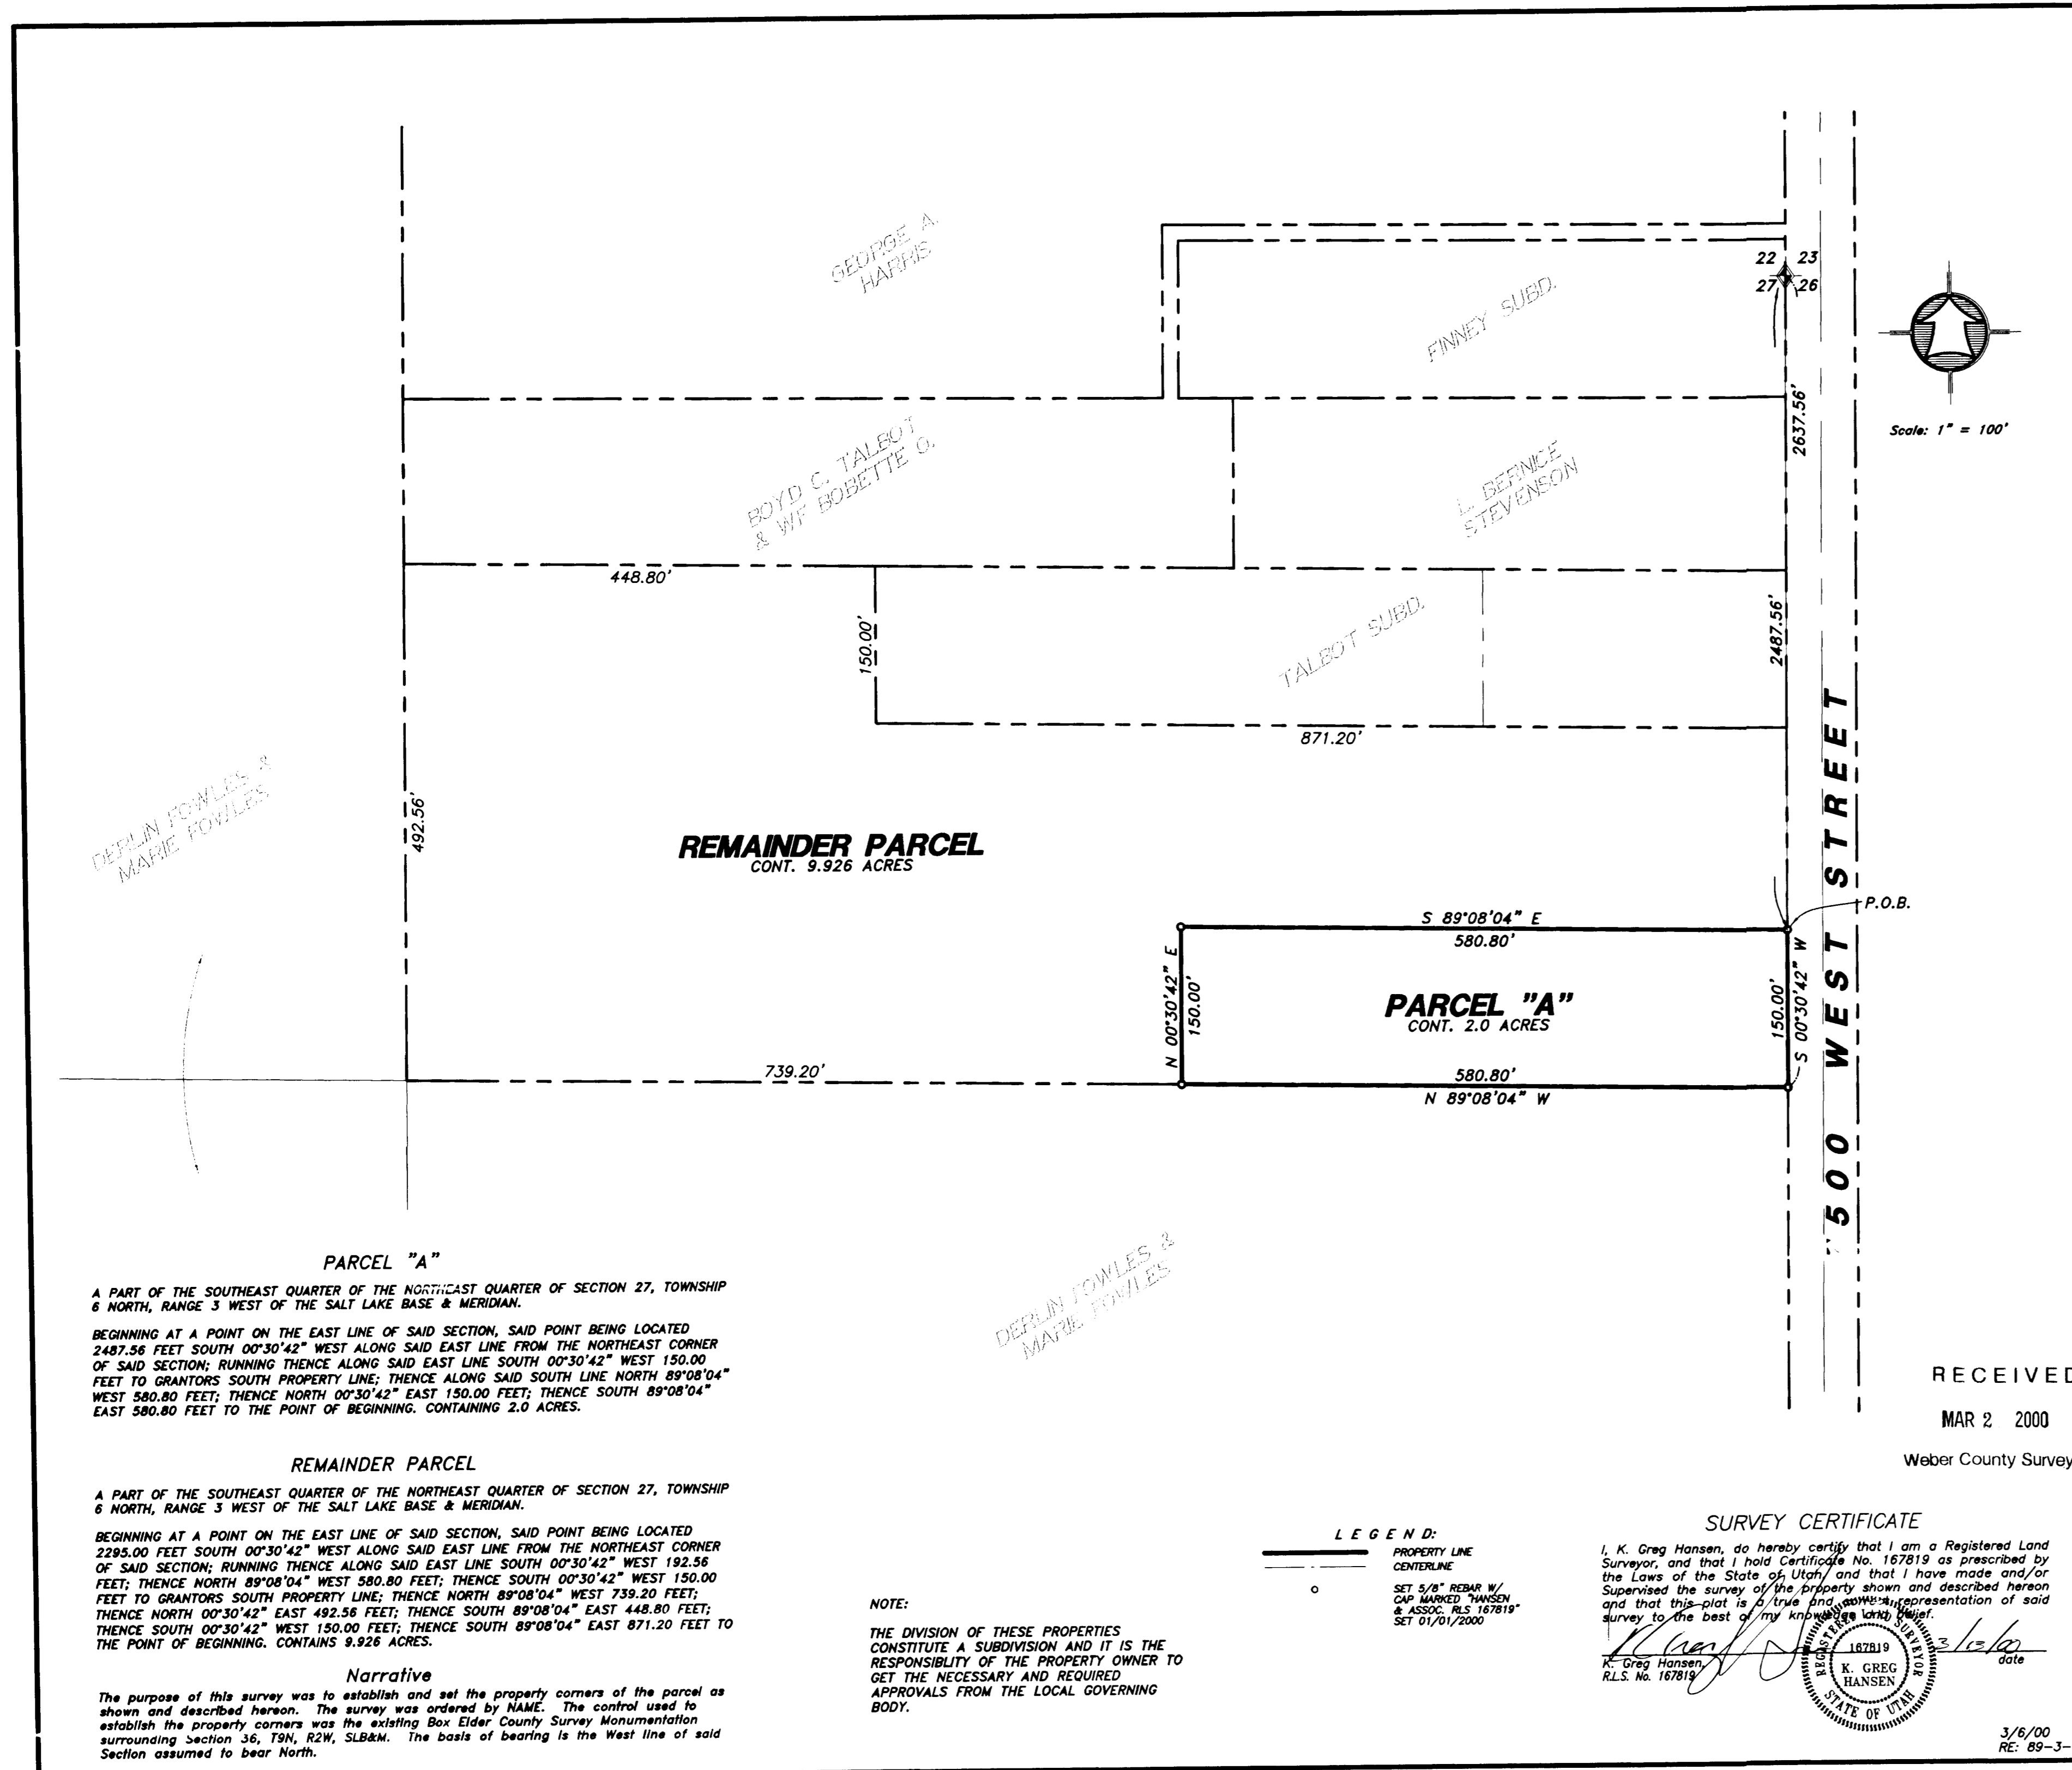 GEORGE A.
HARRIS
FINNEY SUBD.
22 23
27 26
2637.56'
Scale: 1" = 100'
BOYD C. TALBOT
& WF BOBETTE O.
L. BERNICE
STEVENSON
448.80'
150.00'
TALBOT SUBD.
2487.56'
871.20'
DERLIN FOWLES &
MARIE FOWLES
492.56'
REMAINDER PARCEL
CONT. 9.926 ACRES
500 WEST STREET
P.O.B.
S 89°08'04" E
580.80'
N 00°30'42" E
150.00'
PARCEL "A"
CONT. 2.0 ACRES
150.00'
S 00°30'42" W
739.20'
580.80'
N 89°08'04" W
DERLIN FOWLES &
MARIE FOWLES
PARCEL "A"
A PART OF THE SOUTHEAST QUARTER OF THE NORTHEAST QUARTER OF SECTION 27, TOWNSHIP
6 NORTH, RANGE 3 WEST OF THE SALT LAKE BASE & MERIDIAN.
BEGINNING AT A POINT ON THE EAST LINE OF SAID SECTION, SAID POINT BEING LOCATED
2487.56 FEET SOUTH 00°30'42" WEST ALONG SAID EAST LINE FROM THE NORTHEAST CORNER
OF SAID SECTION; RUNNING THENCE ALONG SAID EAST LINE SOUTH 00°30'42" WEST 150.00
FEET TO GRANTORS SOUTH PROPERTY LINE; THENCE ALONG SAID SOUTH LINE NORTH 89°08'04"
WEST 580.80 FEET; THENCE NORTH 00°30'42" EAST 150.00 FEET; THENCE SOUTH 89°08'04"
EAST 580.80 FEET TO THE POINT OF BEGINNING. CONTAINING 2.0 ACRES.
REMAINDER PARCEL
A PART OF THE SOUTHEAST QUARTER OF THE NORTHEAST QUARTER OF SECTION 27, TOWNSHIP
6 NORTH, RANGE 3 WEST OF THE SALT LAKE BASE & MERIDIAN.
BEGINNING AT A POINT ON THE EAST LINE OF SAID SECTION, SAID POINT BEING LOCATED
2295.00 FEET SOUTH 00°30'42" WEST ALONG SAID EAST LINE FROM THE NORTHEAST CORNER
OF SAID SECTION; RUNNING THENCE ALONG SAID EAST LINE SOUTH 00°30'42" WEST 192.56
FEET; THENCE NORTH 89°08'04" WEST 580.80 FEET; THENCE SOUTH 00°30'42" WEST 150.00
FEET TO GRANTORS SOUTH PROPERTY LINE; THENCE NORTH 89°08'04" WEST 739.20 FEET;
THENCE NORTH 00°30'42" EAST 492.56 FEET; THENCE SOUTH 89°08'04" EAST 448.80 FEET;
THENCE SOUTH 00°30'42" WEST 150.00 FEET; THENCE SOUTH 89°08'04" EAST 871.20 FEET TO
THE POINT OF BEGINNING. CONTAINS 9.926 ACRES.
Narrative
The purpose of this survey was to establish and set the property corners of the parcel as
shown and described hereon. The survey was ordered by NAME. The control used to
establish the property corners was the existing Box Elder County Survey Monumentation
surrounding Section 36, T9N, R2W, SLB&M. The basis of bearing is the West line of said
Section assumed to bear North.
NOTE:
THE DIVISION OF THESE PROPERTIES
CONSTITUTE A SUBDIVISION AND IT IS THE
RESPONSIBLITY OF THE PROPERTY OWNER TO
GET THE NECESSARY AND REQUIRED
APPROVALS FROM THE LOCAL GOVERNING
BODY.
LEGEND:
PROPERTY LINE
CENTERLINE
SET 5/8" REBAR W/
CAP MARKED "HANSEN
& ASSOC. RLS 167819"
SET 01/01/2000
RECEIVED
MAR 2 2000
Weber County Survey
SURVEY CERTIFICATE
I, K. Greg Hansen, do hereby certify that I am a Registered Land
Surveyor, and that I hold Certificate No. 167819 as prescribed by
the Laws of the State of Utah, and that I have made and/or
Supervised the survey of the property shown and described hereon
and that this plat is a true and representation of said
survey to the best of my knowledge and belief.
3/13/00
K. Greg Hansen,
R.L.S. No. 167819
date
REGISTERED LAND SURVEYOR
167819
K. GREG
HANSEN
STATE OF UTAH
3/6/00
RE: 89-3-